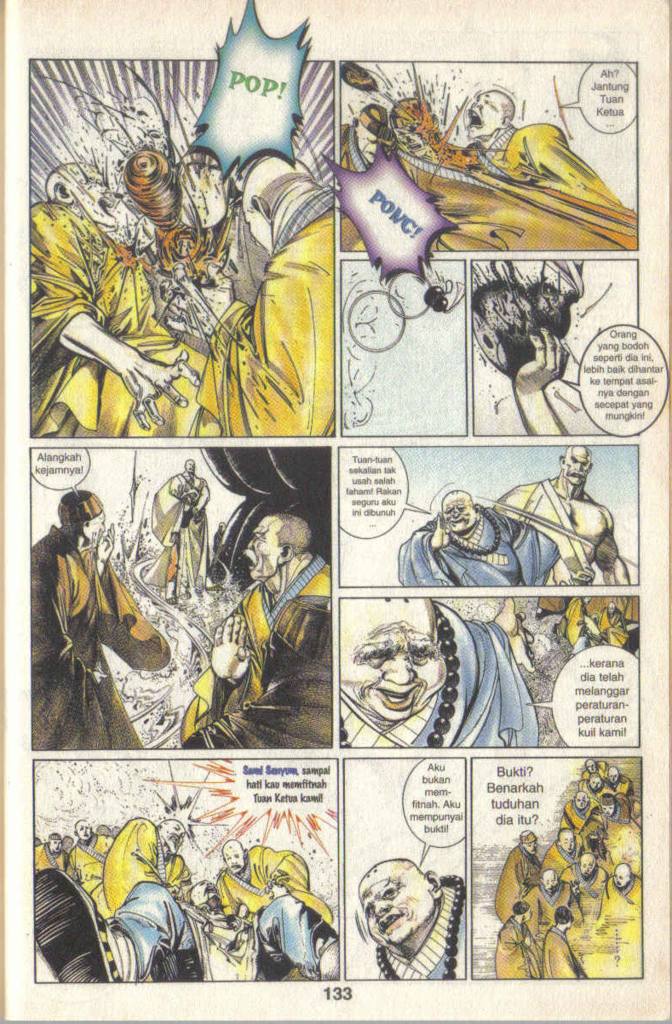 POP!
Ah?
Jantung
Tuan
Ketua
...
PONG!
Orang
yang bodoh
seperti dia ini,
lebih baik dihantar
ke tempat asal-
nya dengan
secepat yang
mungkin!
Alangkah
kejamnya!
Tuan-tuan
sekalian tak
usah salah
faham! Rakan
seguru aku
ini dibunuh
...
...kerana
dia telah
melanggar
peraturan-
peraturan
kuil kami!
Sami Senyum, sampai
hati kau memfitnah
Tuan Ketua kami!
Aku
bukan
mem-
fitnah. Aku
mempunyai
bukti!
Bukti?
Benarkah
tuduhan
dia itu?
......?
133